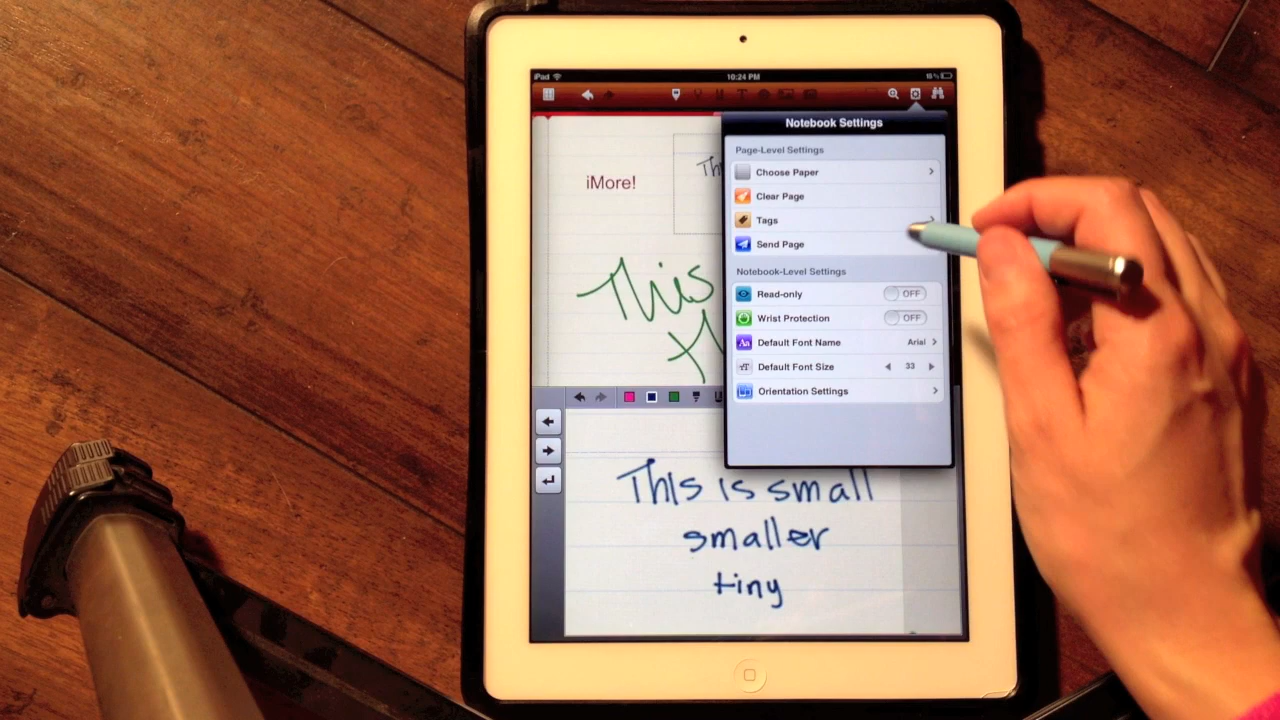 iPad 10:24 PM
Notebook Settings
Page-Level Settings
Choose Paper
Clear Page
Tags
Send Page
Notebook-Level Settings
Read-only OFF
Wrist Protection OFF
Aa Default Font Name Arial
Default Font Size 33
Orientation Settings
iMore!
This
This is small
smaller
tiny